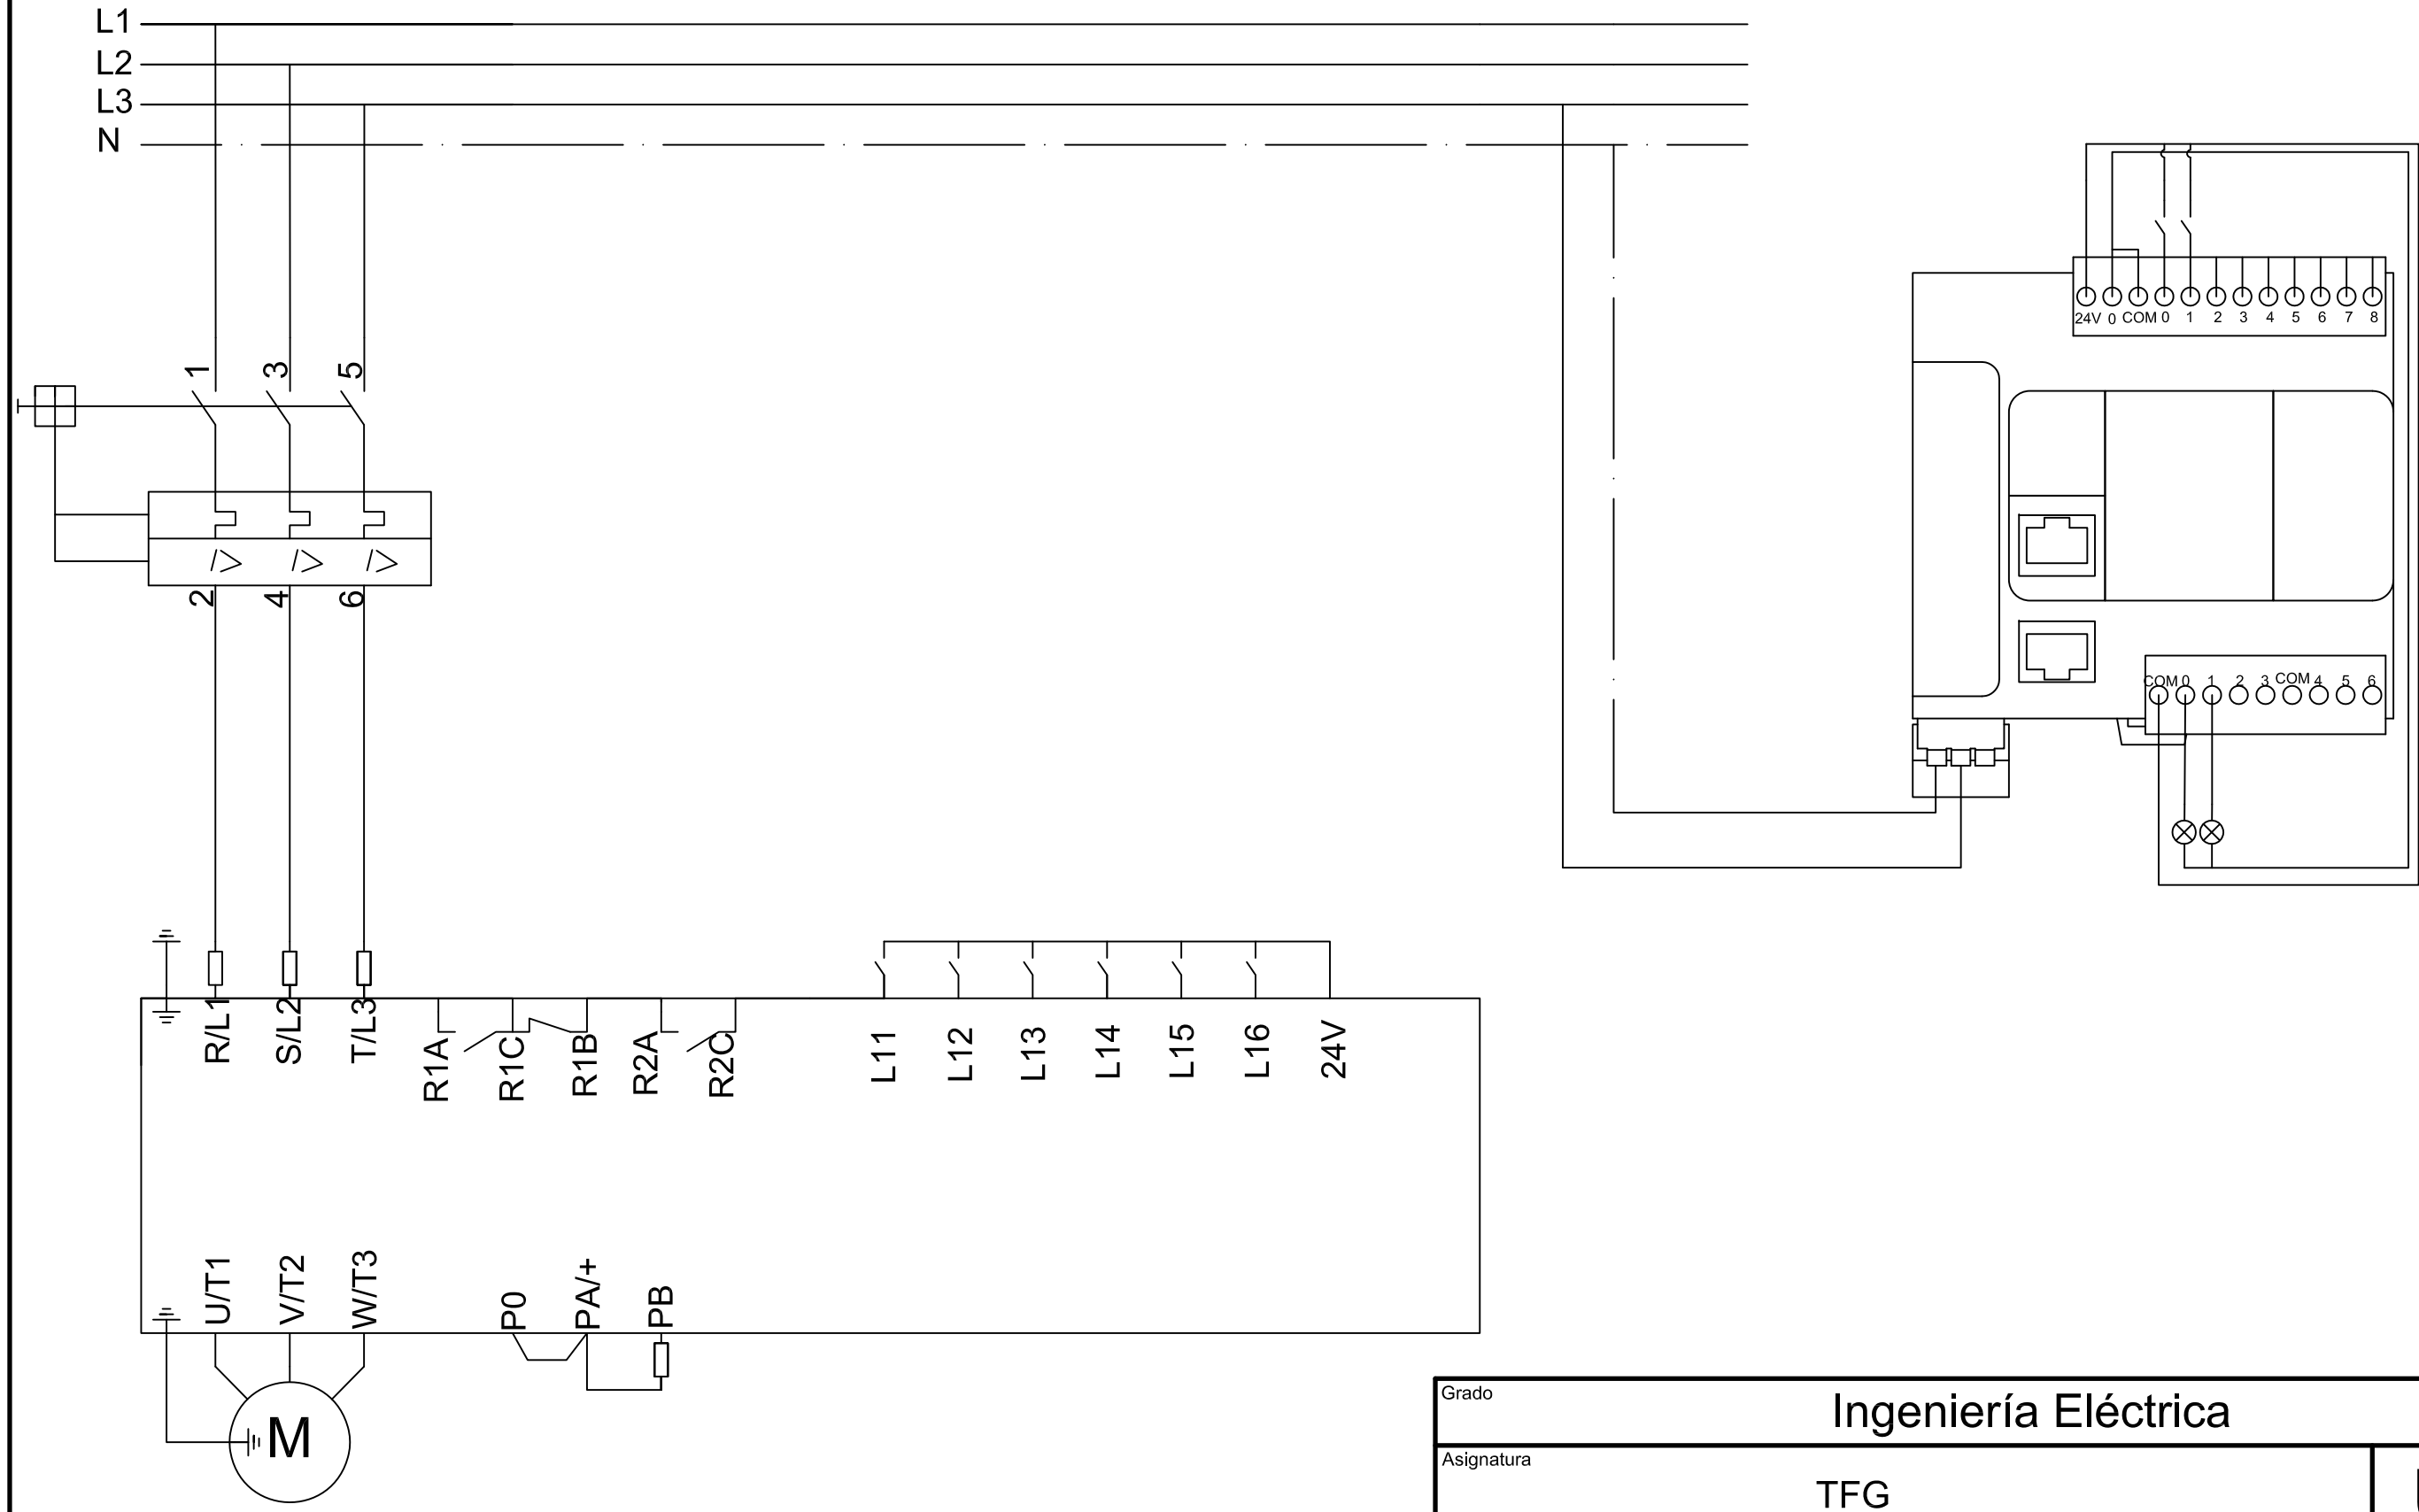 L1
L2
L3
N
1 3 5
2 4 6
24V 0 COM 0 1 2 3 4 5 6 7 8
COM 0 1 2 3 COM 4 5 6
R/L1 S/L2 T/L3 R1A R1C R1B R2A R2C L11 L12 L13 L14 L15 L16 24V
U/T1 V/T2 W/T3 P0 PA/+ PB
M
Grado
Ingeniería Eléctrica
Asignatura
TFG